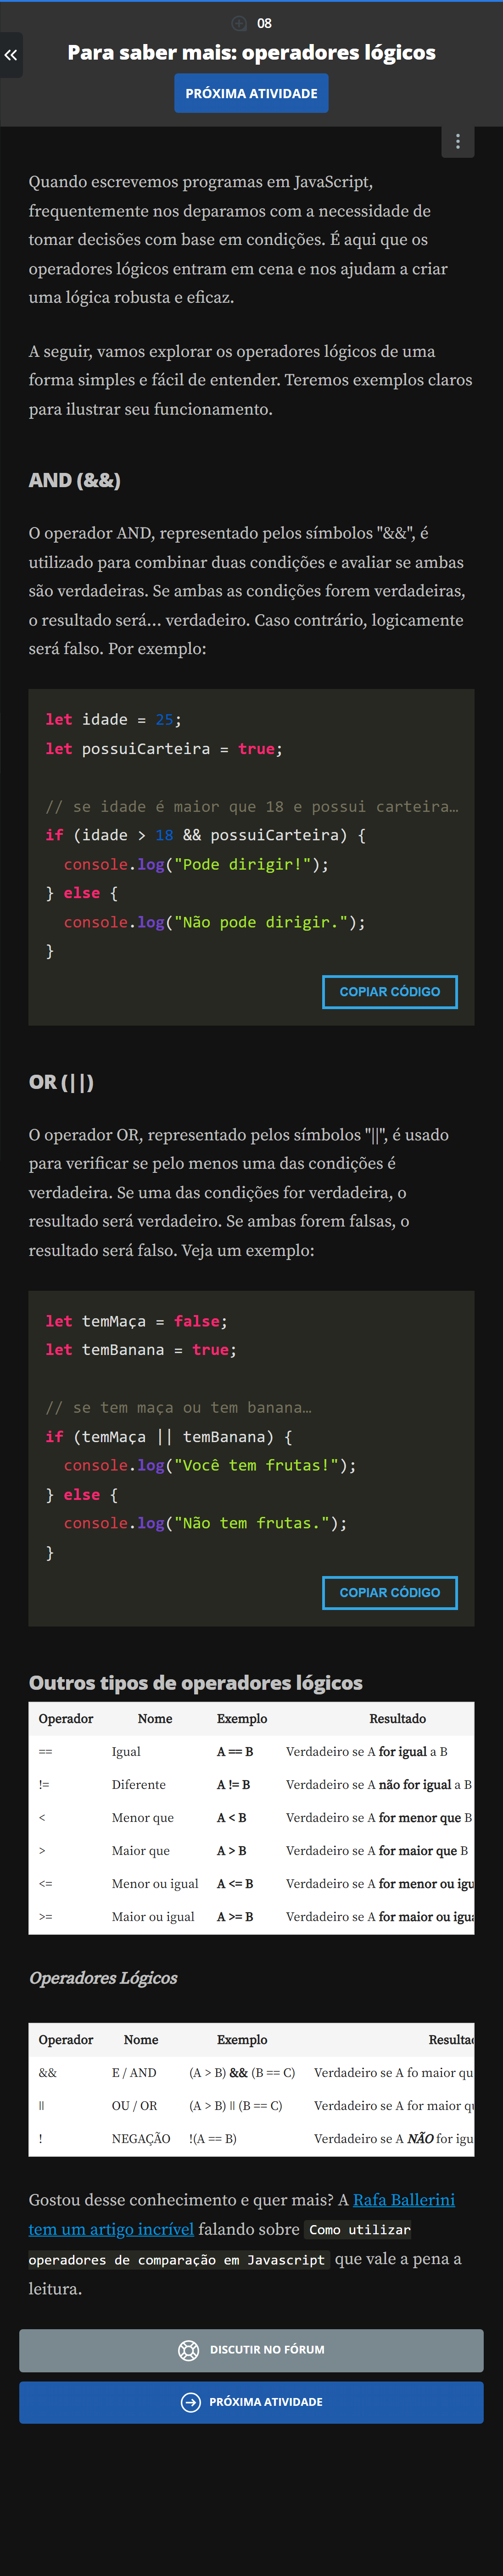 08
Para saber mais: operadores lógicos
PRÓXIMA ATIVIDADE
Quando escrevemos programas em JavaScript,
frequentemente nos deparamos com a necessidade de
tomar decisões com base em condições. É aqui que os
operadores lógicos entram em cena e nos ajudam a criar
uma lógica robusta e eficaz.
A seguir, vamos explorar os operadores lógicos de uma
forma simples e fácil de entender. Teremos exemplos claros
para ilustrar seu funcionamento.
AND (&&)
O operador AND, representado pelos símbolos "&&", é
utilizado para combinar duas condições e avaliar se ambas
são verdadeiras. Se ambas as condições forem verdadeiras,
o resultado será... verdadeiro. Caso contrário, logicamente
será falso. Por exemplo:
let idade = 25;
let possuiCarteira = true;
// se idade é maior que 18 e possui carteira…
if (idade > 18 && possuiCarteira) {
console.log("Pode dirigir!");
} else {
console.log("Não pode dirigir.");
}
COPIAR CÓDIGO
OR (||)
O operador OR, representado pelos símbolos "||", é usado
para verificar se pelo menos uma das condições é
verdadeira. Se uma das condições for verdadeira, o
resultado será verdadeiro. Se ambas forem falsas, o
resultado será falso. Veja um exemplo:
let temMaça = false;
let temBanana = true;
// se tem maça ou tem banana…
if (temMaça || temBanana) {
console.log("Você tem frutas!");
} else {
console.log("Não tem frutas.");
}
COPIAR CÓDIGO
Outros tipos de operadores lógicos
Operador Nome Exemplo Resultado
== Igual A == B Verdadeiro se A for igual a B
!= Diferente A != B Verdadeiro se A não for igual a B
< Menor que A < B Verdadeiro se A for menor que B
> Maior que A > B Verdadeiro se A for maior que B
<= Menor ou igual A <= B Verdadeiro se A for menor ou igu
>= Maior ou igual A >= B Verdadeiro se A for maior ou igua
Operadores Lógicos
Operador Nome Exemplo Resulta
&& E / AND (A > B) && (B == C) Verdadeiro se A fo maior qu
|| OU / OR (A > B) || (B == C) Verdadeiro se A for maior q
! NEGAÇÃO !(A == B) Verdadeiro se A NÃO for igu
Gostou desse conhecimento e quer mais? A Rafa Ballerini
tem um artigo incrível falando sobre Como utilizar
operadores de comparação em Javascript que vale a pena a
leitura.
DISCUTIR NO FÓRUM
PRÓXIMA ATIVIDADE